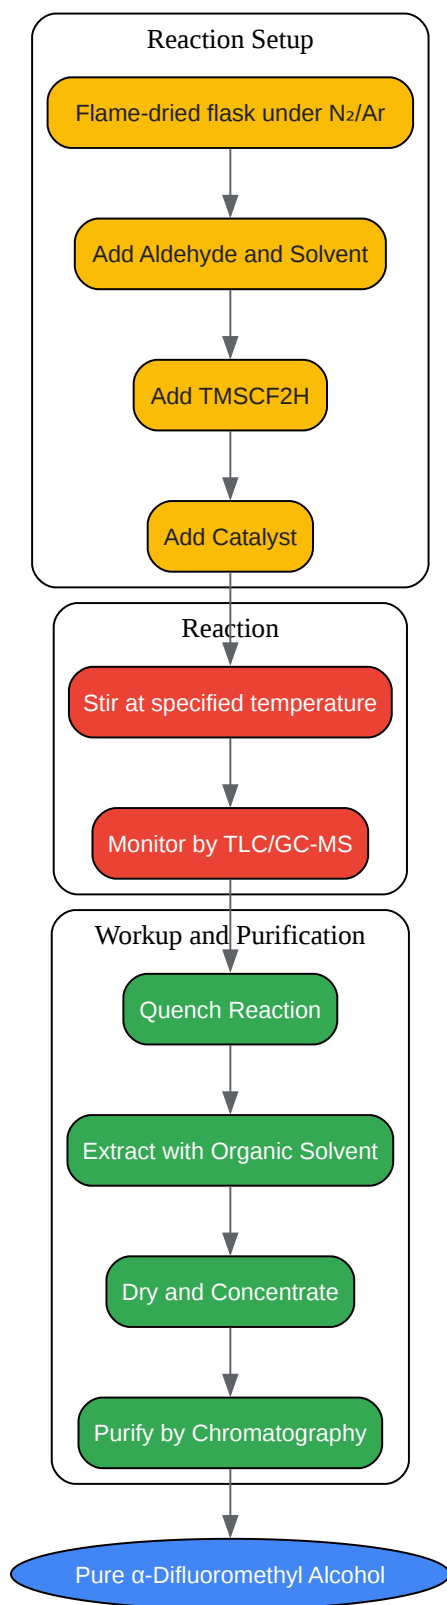 Reaction Setup
Flame-dried flask under N₂/Ar
Add Aldehyde and Solvent
Add TMSCF2H
Add Catalyst
Reaction
Stir at specified temperature
Monitor by TLC/GC-MS
Workup and Purification
Quench Reaction
Extract with Organic Solvent
Dry and Concentrate
Purify by Chromatography
Pure α-Difluoromethyl Alcohol